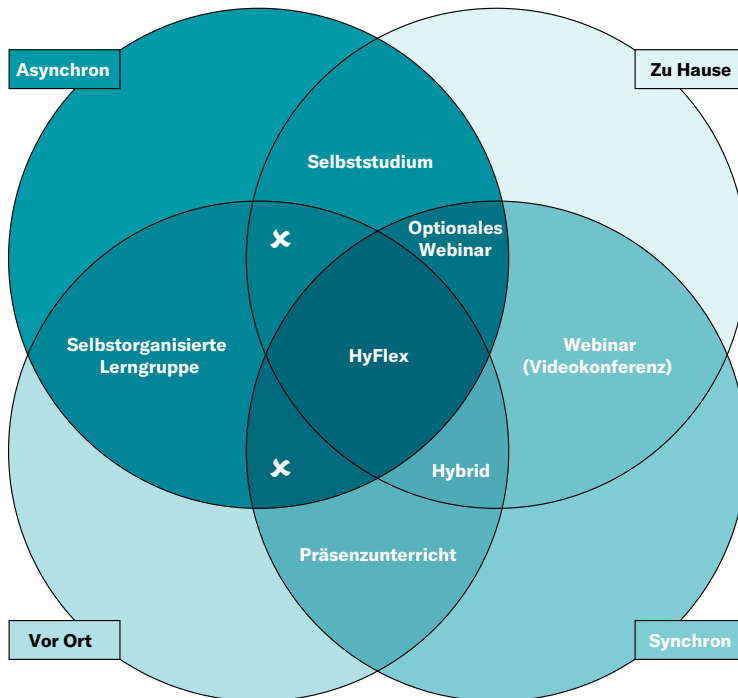 Asynchron
Zu Hause
Selbststudium
✘
Optionales
Webinar
Selbstorganisierte
Lerngruppe
HyFlex
Webinar
(Videokonferenz)
✘
Hybrid
Präsenzunterricht
Vor Ort
Synchron